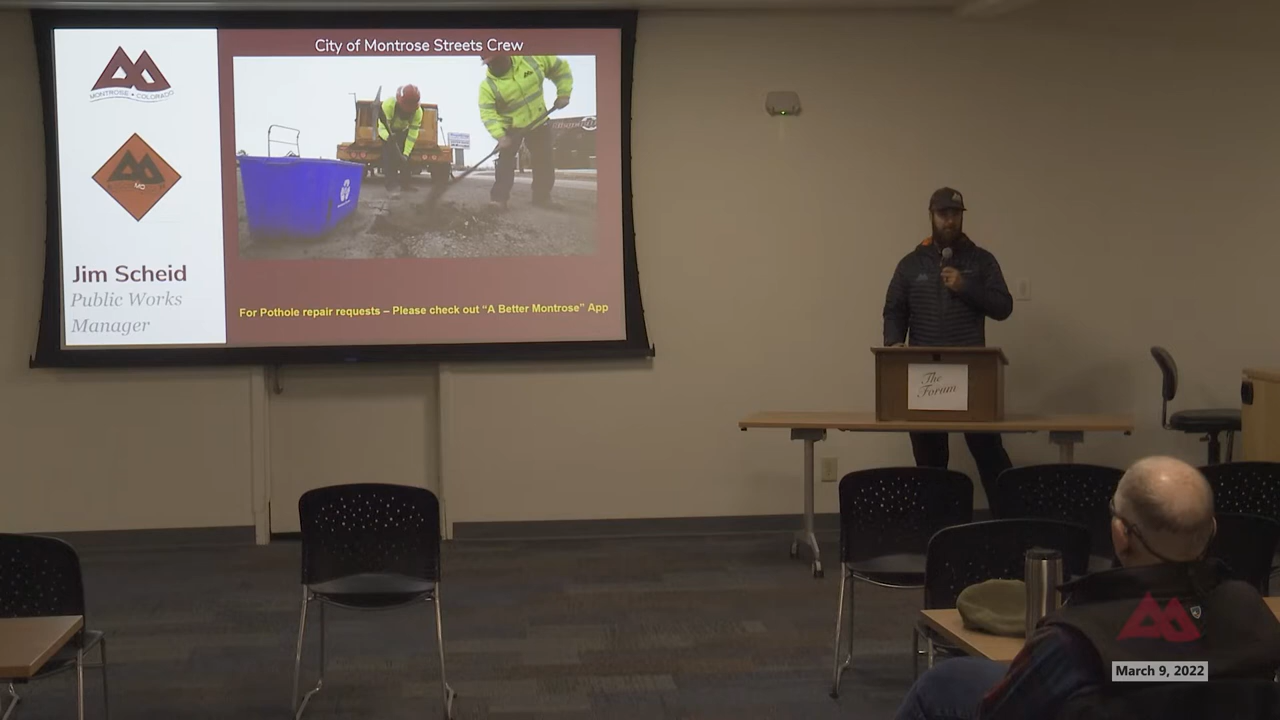 City of Montrose Streets Crew
MONTROSE • COLORADO
MO
Jim Scheid
Public Works
Manager
For Pothole repair requests – Please check out “A Better Montrose” App
The
Forum
March 9, 2022